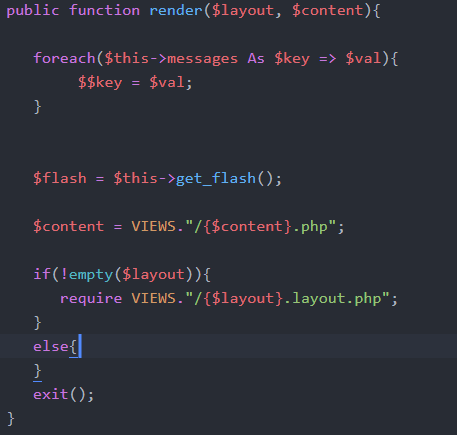 public function render($layout, $content){
foreach($this->messages As $key => $val){
$$key = $val;
}
$flash = $this->get_flash();
$content = VIEWS."/{$content}.php";
if(!empty($layout)){
require VIEWS."/{$layout}.layout.php";
}
else{
}
exit();
}